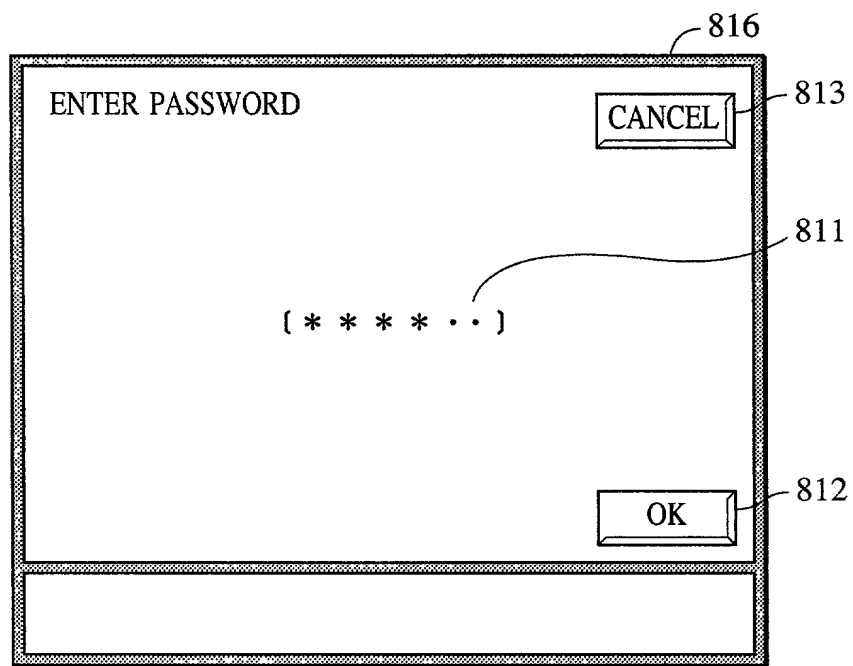 816
ENTER PASSWORD
CANCEL
813
811
[ * * * * · · ]
OK
812